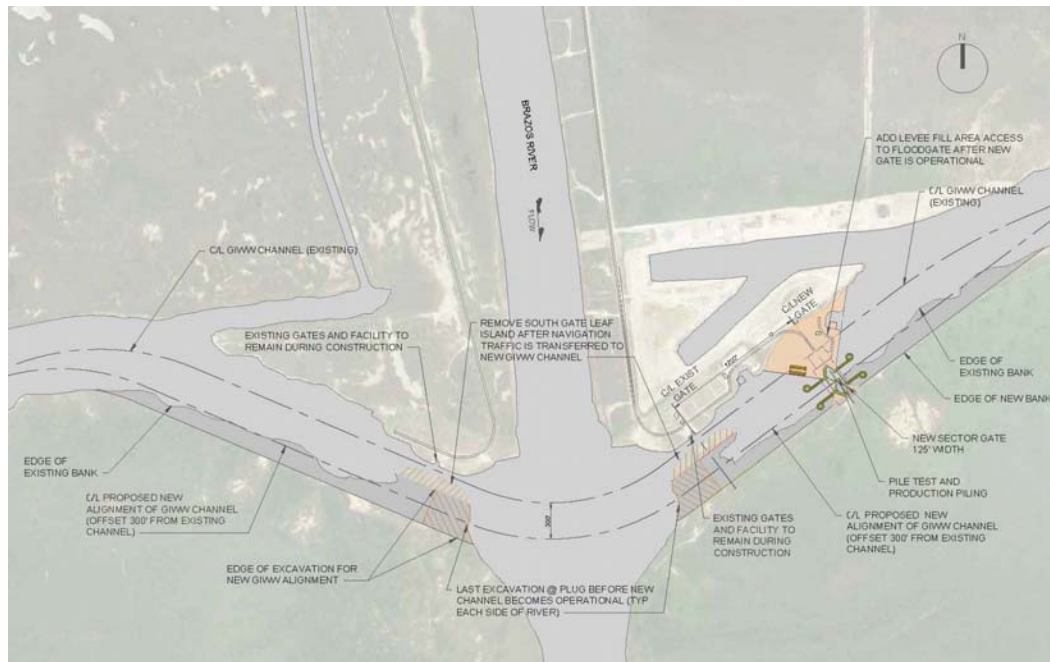 N
BRAZOS RIVER
FLOW
ADD LEVEE FILL AREA ACCESS
TO FLOODGATE AFTER NEW
GATE IS OPERATIONAL
C/L GIWW CHANNEL
(EXISTING)
C/L GIWW CHANNEL (EXISTING)
EXISTING GATES AND FACILITY TO
REMAIN DURING CONSTRUCTION
REMOVE SOUTH GATE LEAF
ISLAND AFTER NAVIGATION
TRAFFIC IS TRANSFERRED TO
NEW GIWW CHANNEL
C/L NEW
GATE
C/L EXIST
GATE
EDGE OF
EXISTING BANK
EDGE OF NEW BANK
NEW SECTOR GATE
125' WIDTH
PILE TEST AND
PRODUCTION PILING
EDGE OF
EXISTING BANK
C/L PROPOSED NEW
ALIGNMENT OF GIWW CHANNEL
(OFFSET 300' FROM EXISTING
CHANNEL)
300'
EXISTING GATES
AND FACILITY TO
REMAIN DURING
CONSTRUCTION
C/L PROPOSED NEW
ALIGNMENT OF GIWW CHANNEL
(OFFSET 300' FROM EXISTING
CHANNEL)
EDGE OF EXCAVATION FOR
NEW GIWW ALIGNMENT
LAST EXCAVATION @ PLUG BEFORE NEW
CHANNEL BECOMES OPERATIONAL (TYP
EACH SIDE OF RIVER)